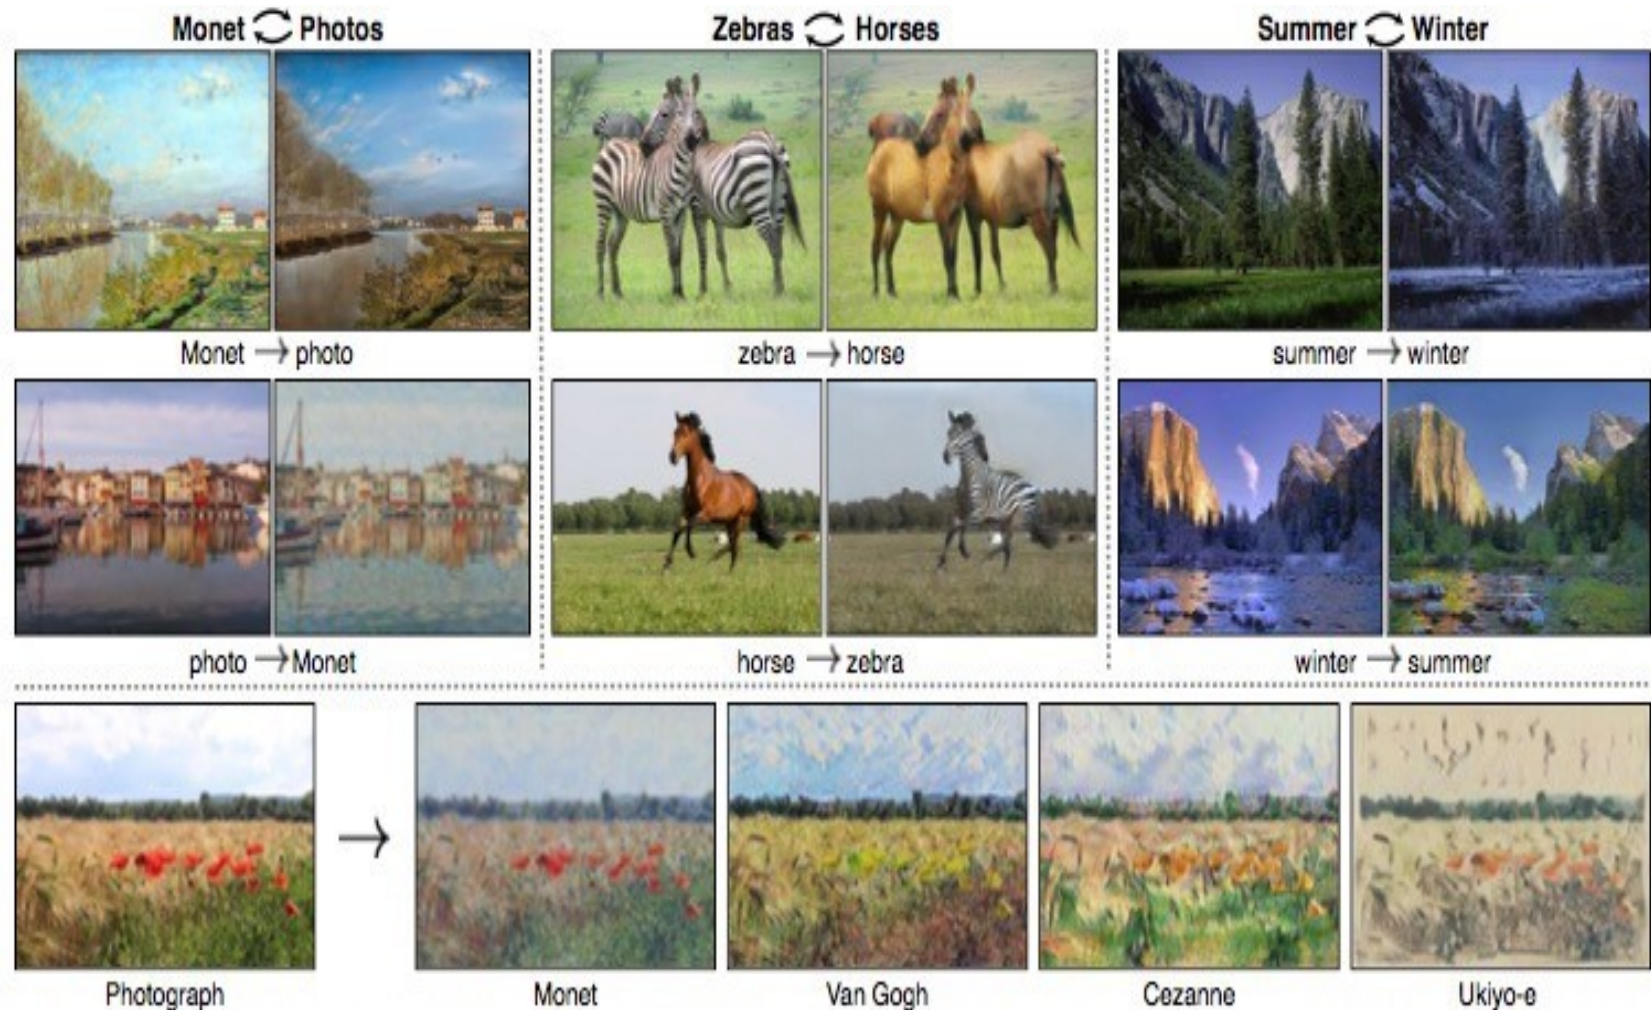 Monet ⇄ Photos
Zebras ⇄ Horses
Summer ⇄ Winter
Monet → photo
zebra → horse
summer → winter
photo → Monet
horse → zebra
winter → summer
Photograph
Monet
Van Gogh
Cezanne
Ukiyo-e